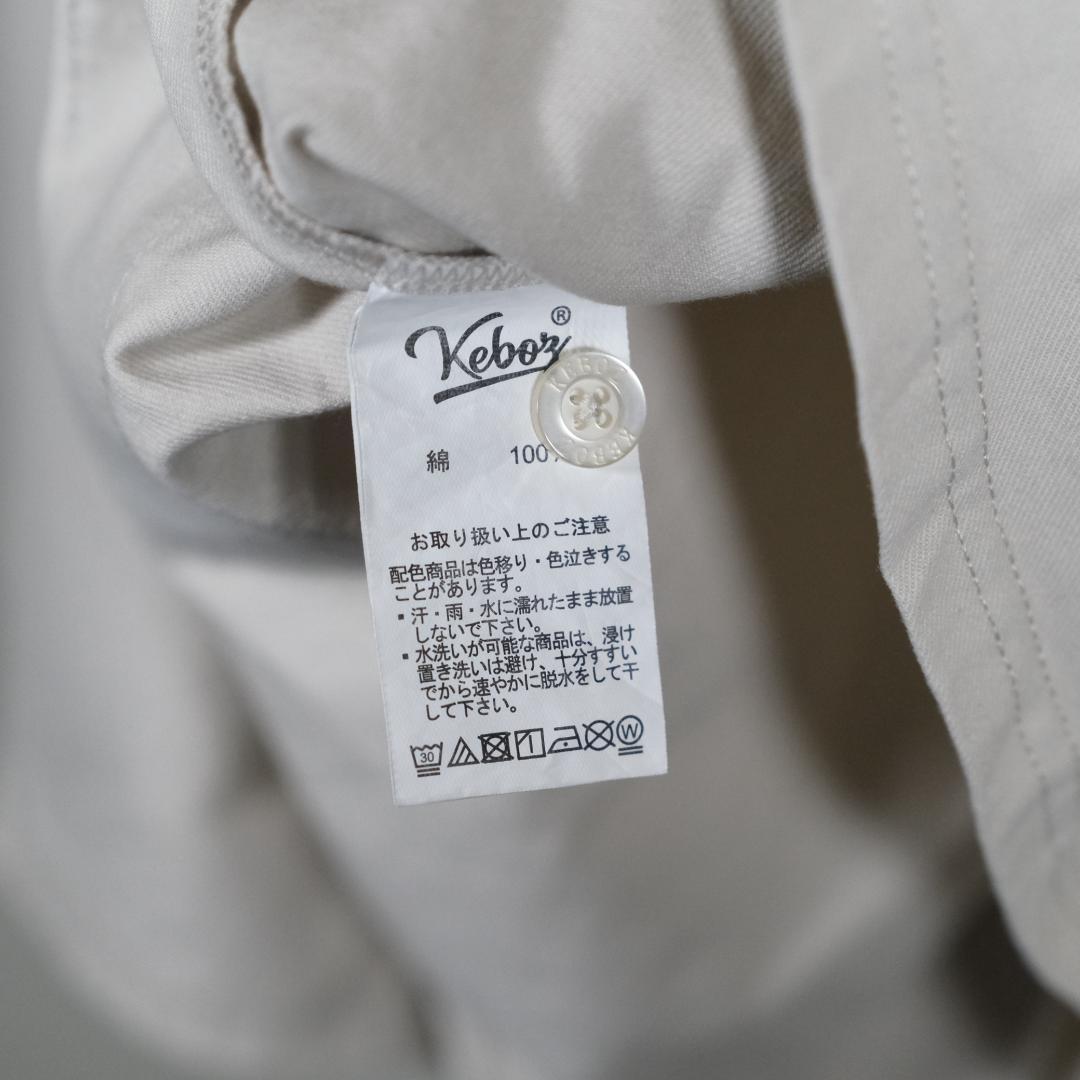 Keboz®
KEBOZ
KEBOZ
綿 100%
お取り扱い上のご注意
配色商品は色移り・色泣きする
ことがあります。
▪汗・雨・水に濡れたまま放置
しないで下さい。
▪水洗いが可能な商品は、浸け
置き洗いは避け、十分すすい
でから速やかに脱水をして干
して下さい。
30 W